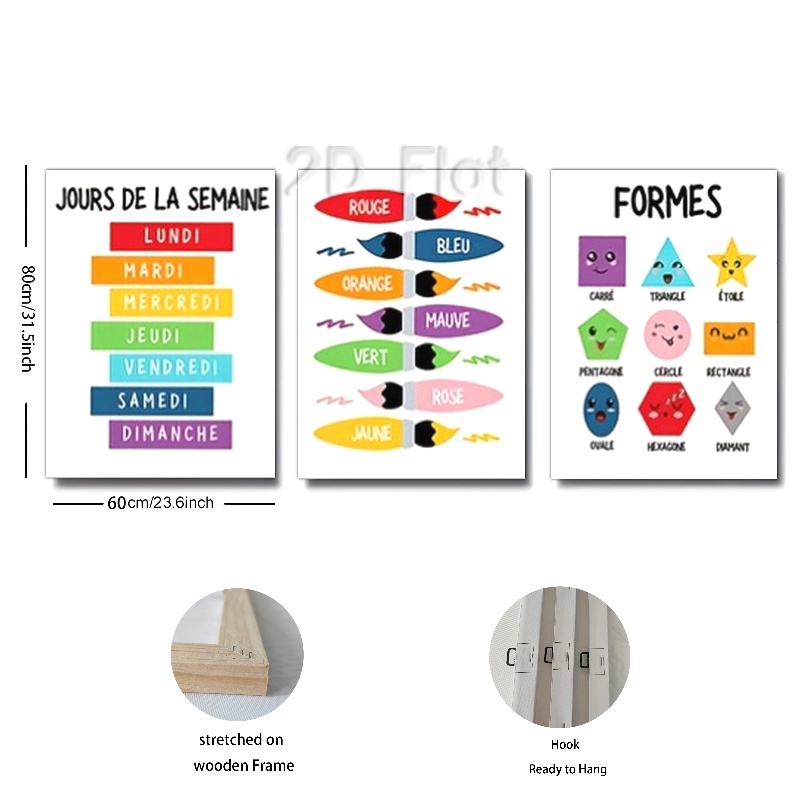 2D Flat
JOURS DE LA SEMAINE
LUNDI
MARDI
MERCREDI
JEUDI
VENDREDI
SAMEDI
DIMANCHE
ROUGE
BLEU
ORANGE
MAUVE
VERT
ROSE
JAUNE
FORMES
CARRÉ TRIANGLE ÉTOILE
PENTAGONE CERCLE RECTANGLE
OVALE HEXAGONE DIAMANT
zzz
80cm/31.5inch
60cm/23.6inch
stretched on
wooden Frame
Hook
Ready to Hang